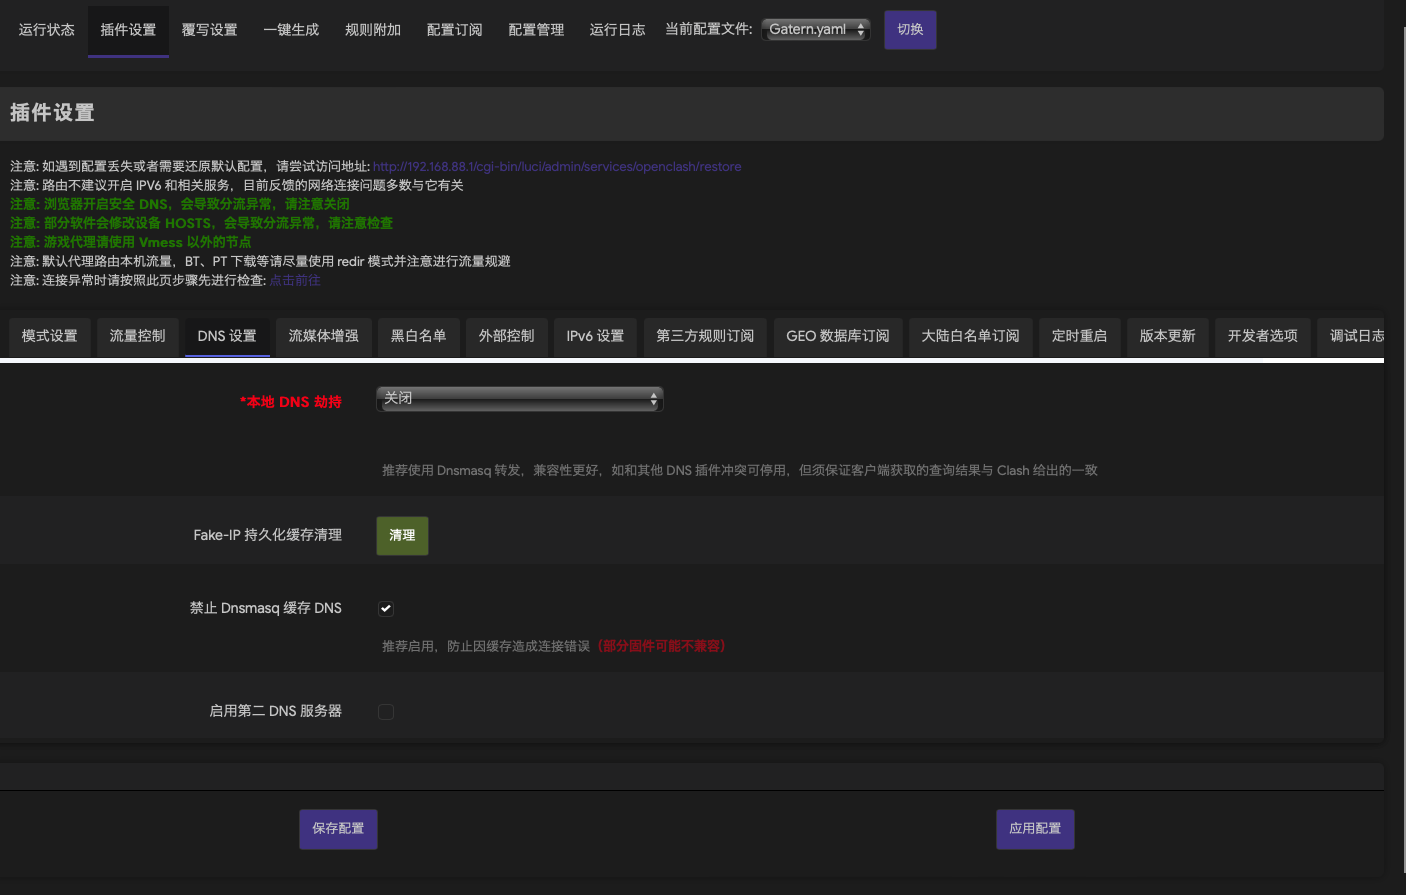 运行状态 插件设置 覆写设置 一键生成 规则附加 配置订阅 配置管理 运行日志 当前配置文件: Gatern.yaml 切换
插件设置
注意: 如遇到配置丢失或者需要还原默认配置，请尝试访问地址: http://192.168.88.1/cgi-bin/luci/admin/services/openclash/restore
注意: 路由不建议开启 IPV6 和相关服务，目前反馈的网络连接问题多数与它有关
注意: 浏览器开启安全 DNS，会导致分流异常，请注意关闭
注意: 部分软件会修改设备 HOSTS，会导致分流异常，请注意检查
注意: 游戏代理请使用 Vmess 以外的节点
注意: 默认代理路由本机流量，BT、PT 下载等请尽量使用 redir 模式并注意进行流量规避
注意: 连接异常时请按照此页步骤先进行检查: 点击前往
模式设置 流量控制 DNS 设置 流媒体增强 黑白名单 外部控制 IPv6 设置 第三方规则订阅 GEO 数据库订阅 大陆白名单订阅 定时重启 版本更新 开发者选项 调试日志
*本地 DNS 劫持 关闭
推荐使用 Dnsmasq 转发，兼容性更好，如和其他 DNS 插件冲突可停用，但须保证客户端获取的查询结果与 Clash 给出的一致
Fake-IP 持久化缓存清理 清理
禁止 Dnsmasq 缓存 DNS
推荐启用，防止因缓存造成连接错误（部分固件可能不兼容）
启用第二 DNS 服务器
保存配置 应用配置